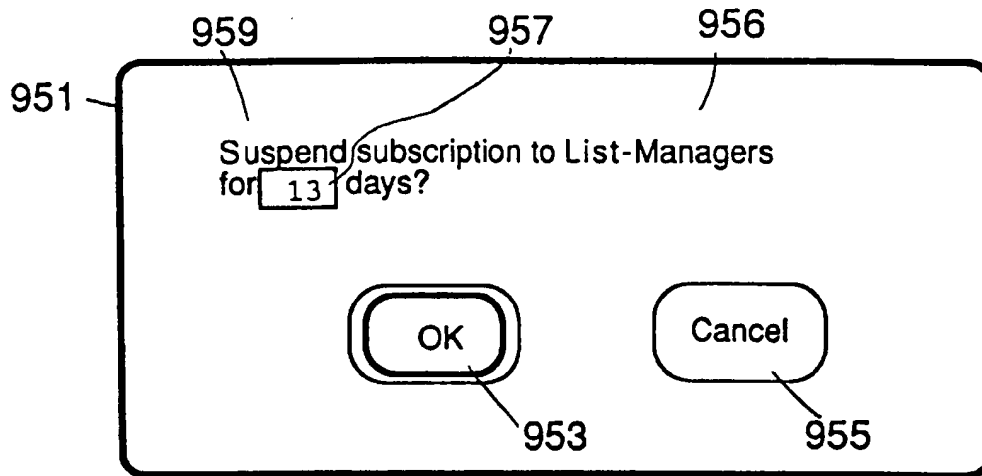 959 957 956
951
Suspend subscription to List-Managers
for 13 days?
OK Cancel
953 955